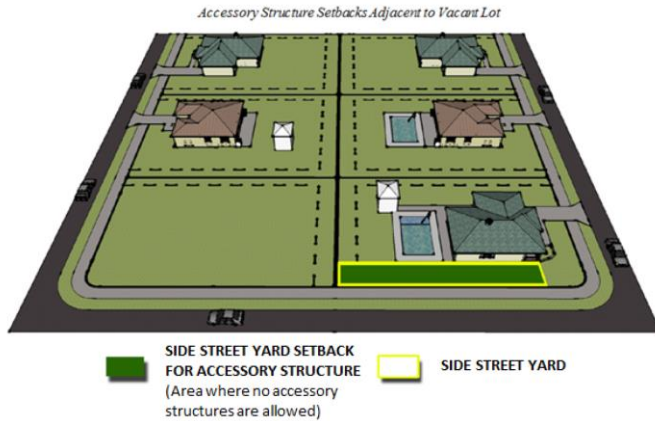 Accessory Structure Setbacks Adjacent to Vacant Lot
SIDE STREET YARD SETBACK
FOR ACCESSORY STRUCTURE
(Area where no accessory
structures are allowed)
SIDE STREET YARD